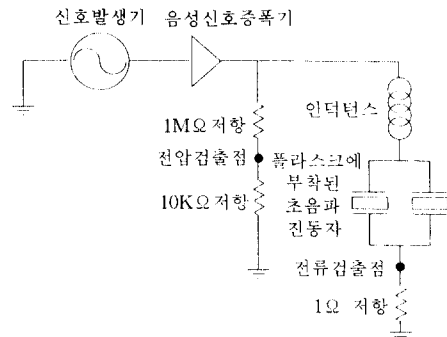 신호발생기 음성신호증폭기
인덕턴스
1MΩ 저항
전압검출점
플라스크에
부착된
초음파
진동자
10KΩ 저항
전류검출점
1Ω 저항